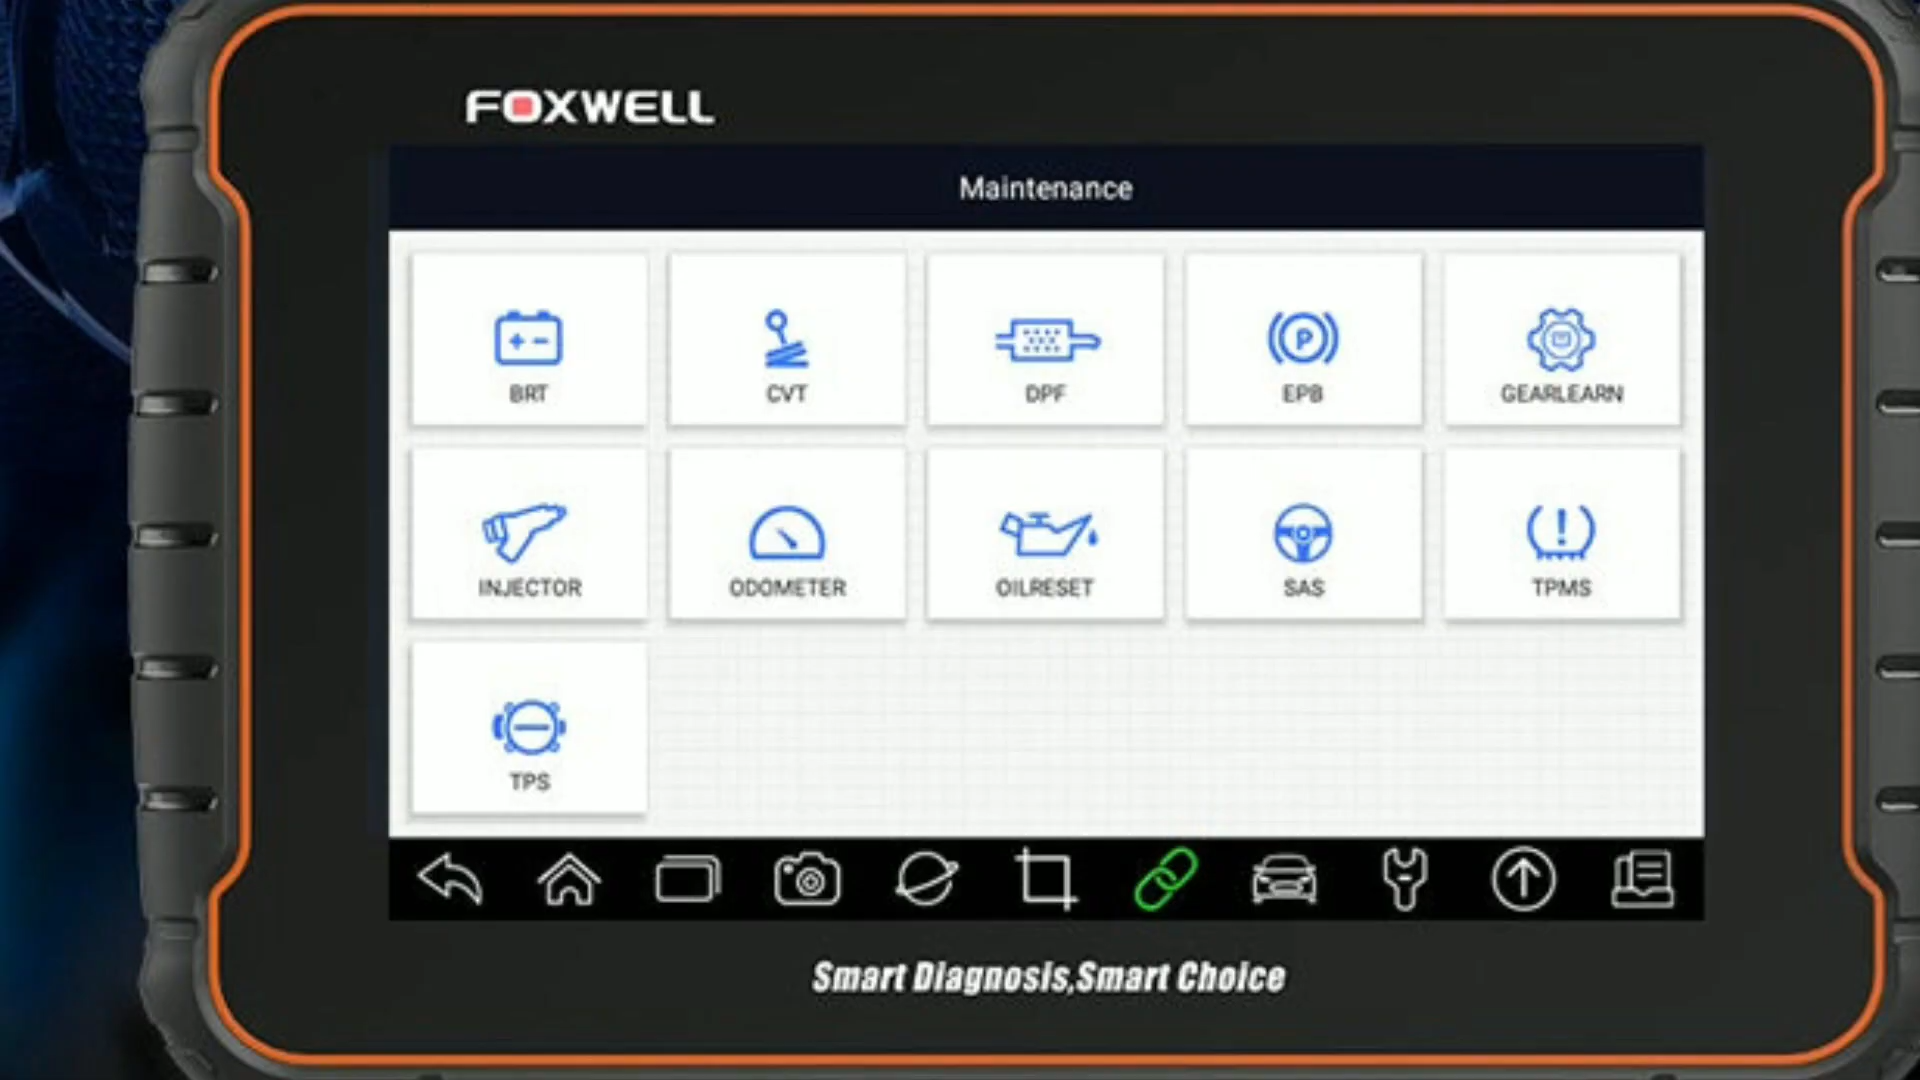 FOXWELL
Maintenance
BRT
CVT
DPF
EPB
GEARLEARN
INJECTOR
ODOMETER
OILRESET
SAS
TPMS
TPS
Smart Diagnosis,Smart Choice